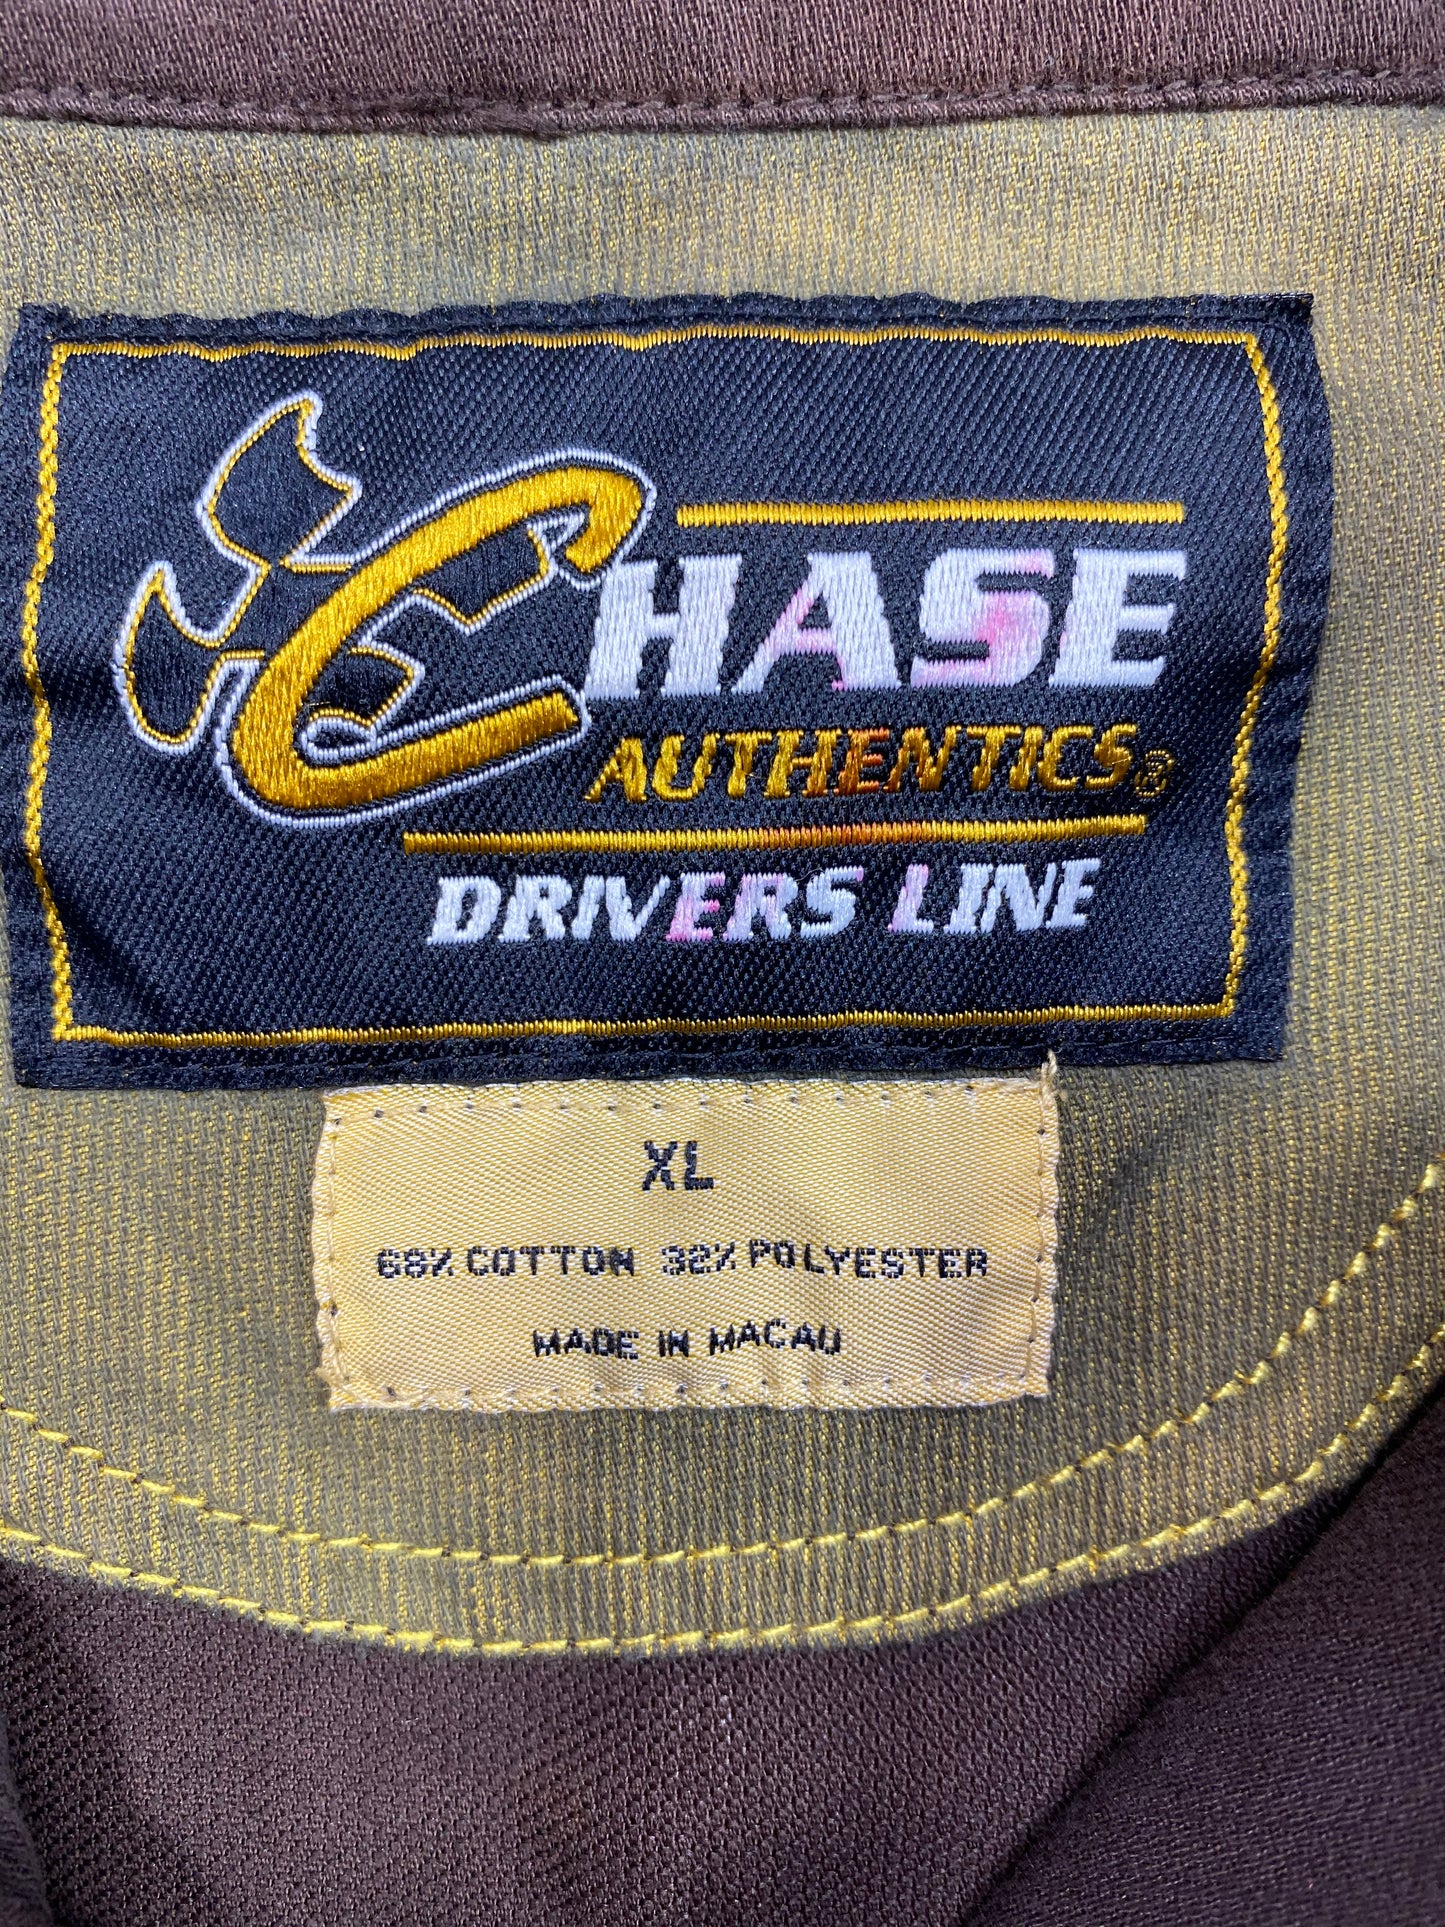 CHASE
AUTHENTICS®
DRIVERS LINE
XL
68% COTTON 32% POLYESTER
MADE IN MACAU